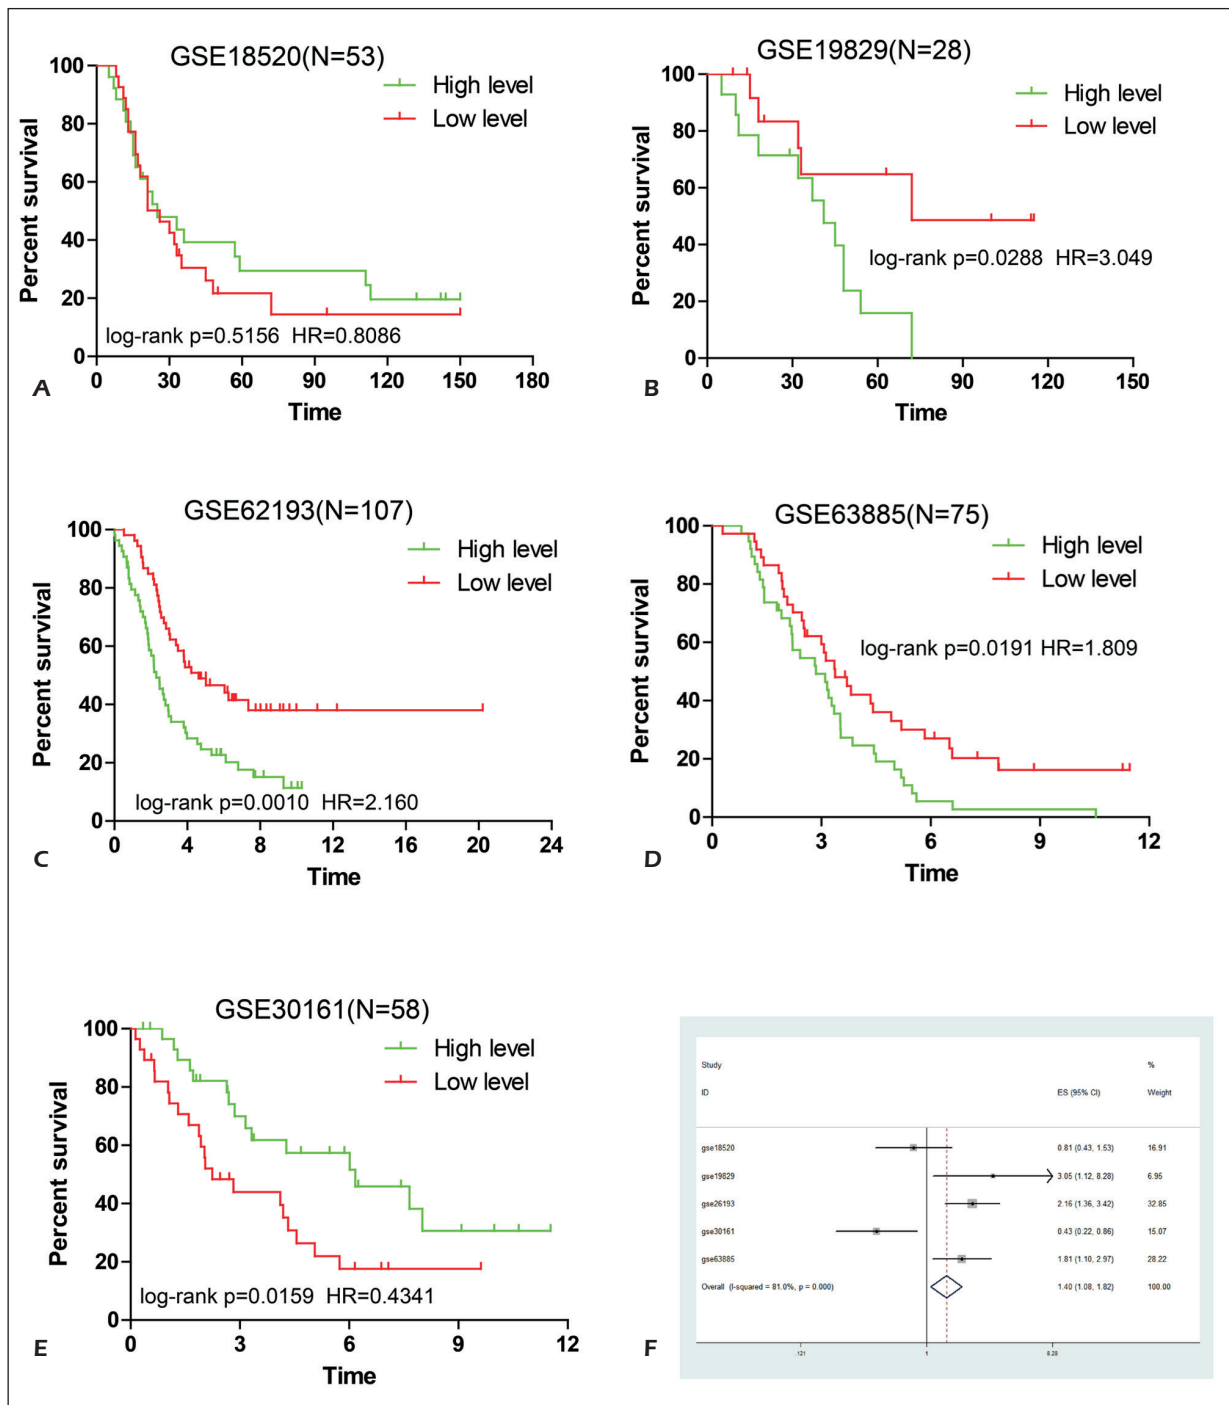 GSE18520(N=53)
High level
Low level
Percent survival
100
80
60
40
20
0
log-rank p=0.5156 HR=0.8086
0 30 60 90 120 150 180
Time
A
GSE19829(N=28)
High level
Low level
Percent survival
100
80
60
40
20
0
log-rank p=0.0288 HR=3.049
0 30 60 90 120 150
Time
B
GSE62193(N=107)
High level
Low level
Percent survival
100
80
60
40
20
0
log-rank p=0.0010 HR=2.160
0 4 8 12 16 20 24
Time
C
GSE63885(N=75)
High level
Low level
Percent survival
100
80
60
40
20
0
log-rank p=0.0191 HR=1.809
0 3 6 9 12
Time
D
GSE30161(N=58)
High level
Low level
Percent survival
100
80
60
40
20
0
log-rank p=0.0159 HR=0.4341
0 3 6 9 12
Time
E
Study %
ID ES (95% CI) Weight
gse18520 0.81 (0.43, 1.53) 16.91
gse19829 3.05 (1.12, 8.28) 6.95
gse26193 2.16 (1.36, 3.42) 32.85
gse30161 0.43 (0.22, 0.86) 15.07
gse63885 1.81 (1.10, 2.97) 28.22
Overall (I-squared = 81.0%, p = 0.000) 1.40 (1.08, 1.82) 100.00
.121 1 8.28
F